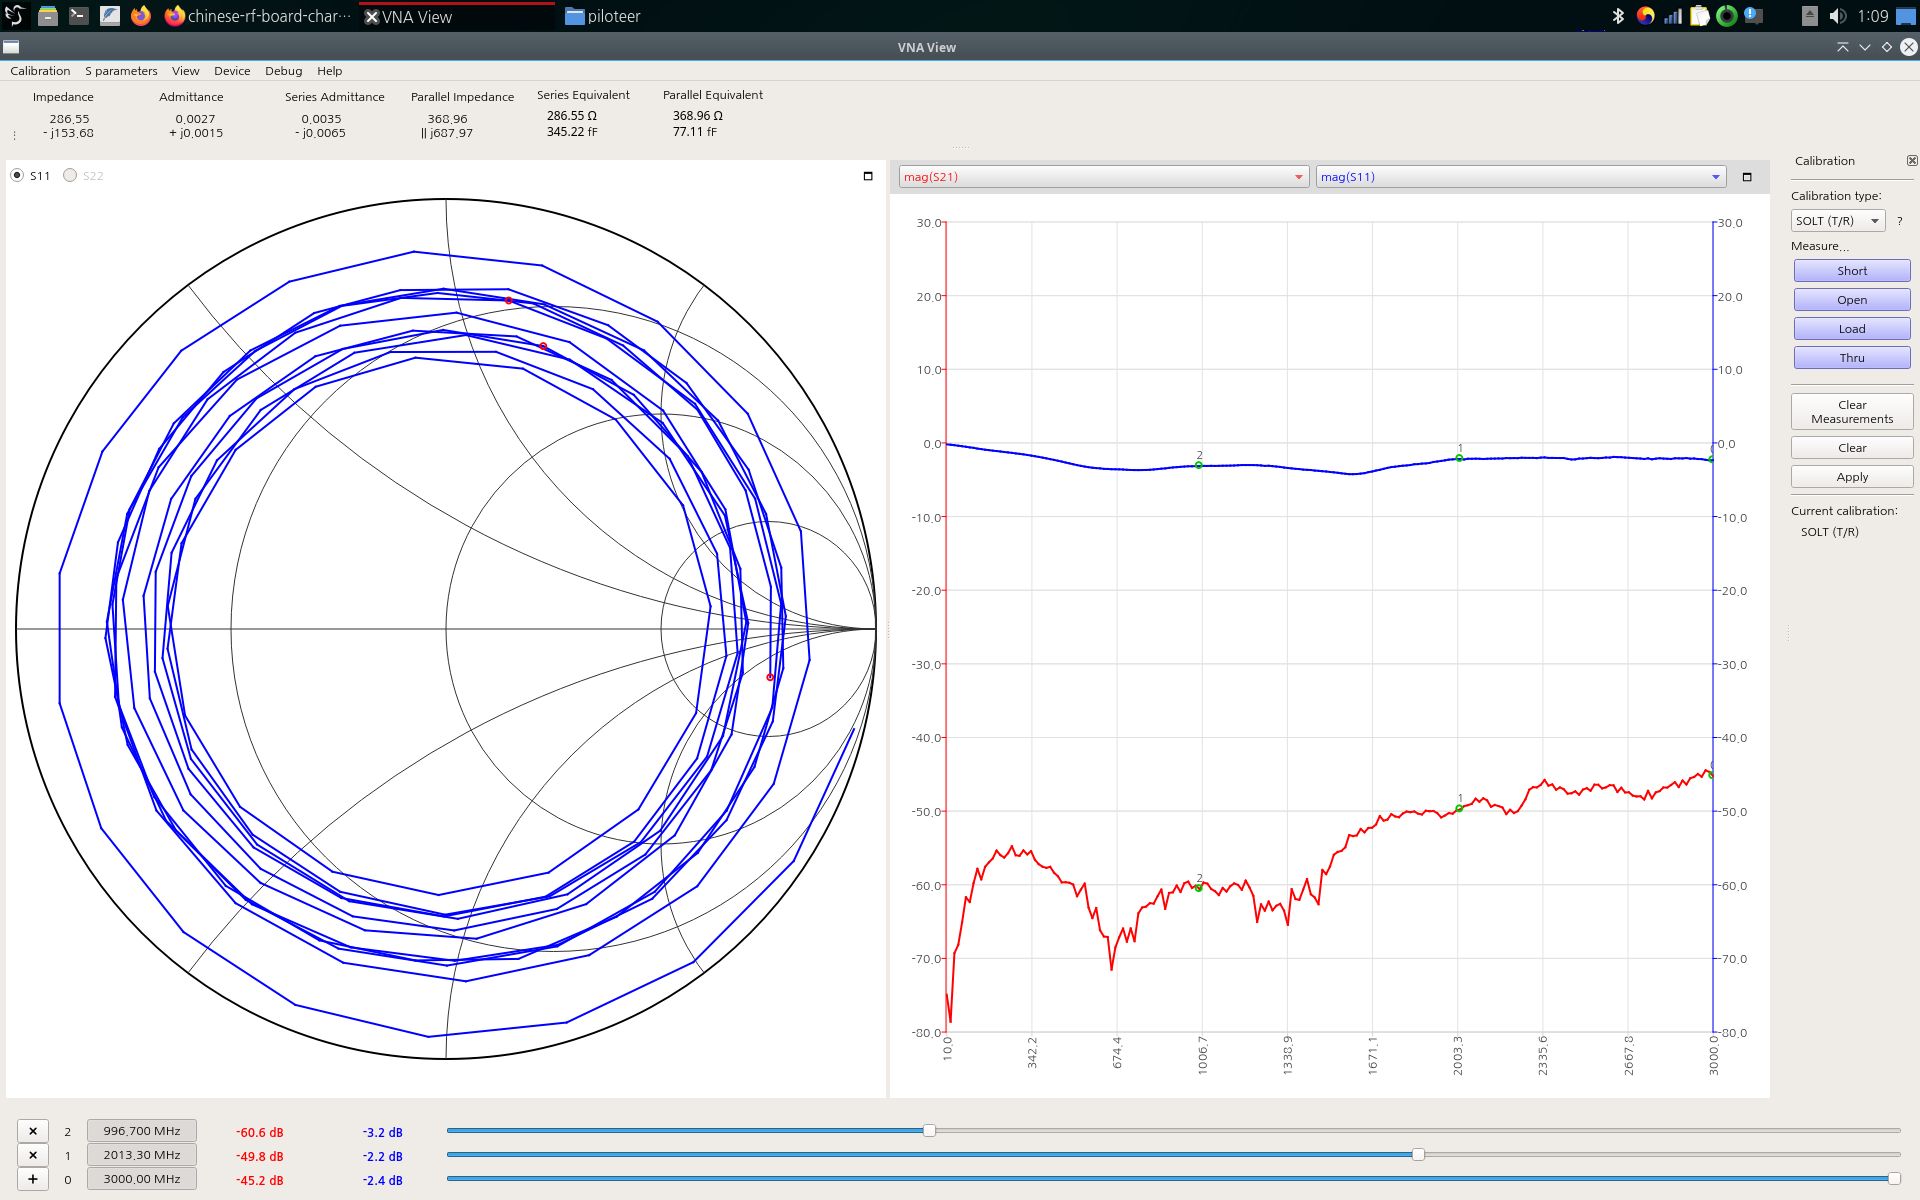 chinese-rf-board-char···
VNA View
piloteer
1:09
VNA View
Calibration S parameters View Device Debug Help
Impedance Admittance Series Admittance Parallel Impedance Series Equivalent Parallel Equivalent
286.55 0.0027 0.0035 368.96 286.55 Ω 368.96 Ω
- j153.68 + j0.0015 - j0.0065 || j687.97 345.22 fF 77.11 fF
S11 S22
mag(S21) mag(S11)
30.0 30.0
20.0 20.0
10.0 10.0
0.0 0.0
-10.0 -10.0
-20.0 -20.0
-30.0 -30.0
-40.0 -40.0
-50.0 -50.0
-60.0 -60.0
-70.0 -70.0
-80.0 -80.0
2 1
1
2
10.0 342.2 674.4 1006.7 1338.9 1671.1 2003.3 2335.6 2667.8 3000.0
Calibration
Calibration type:
SOLT (T/R) ?
Measure...
Short
Open
Load
Thru
Clear
Measurements
Clear
Apply
Current calibration:
SOLT (T/R)
2 996.700 MHz -60.6 dB -3.2 dB
1 2013.30 MHz -49.8 dB -2.2 dB
0 3000.00 MHz -45.2 dB -2.4 dB